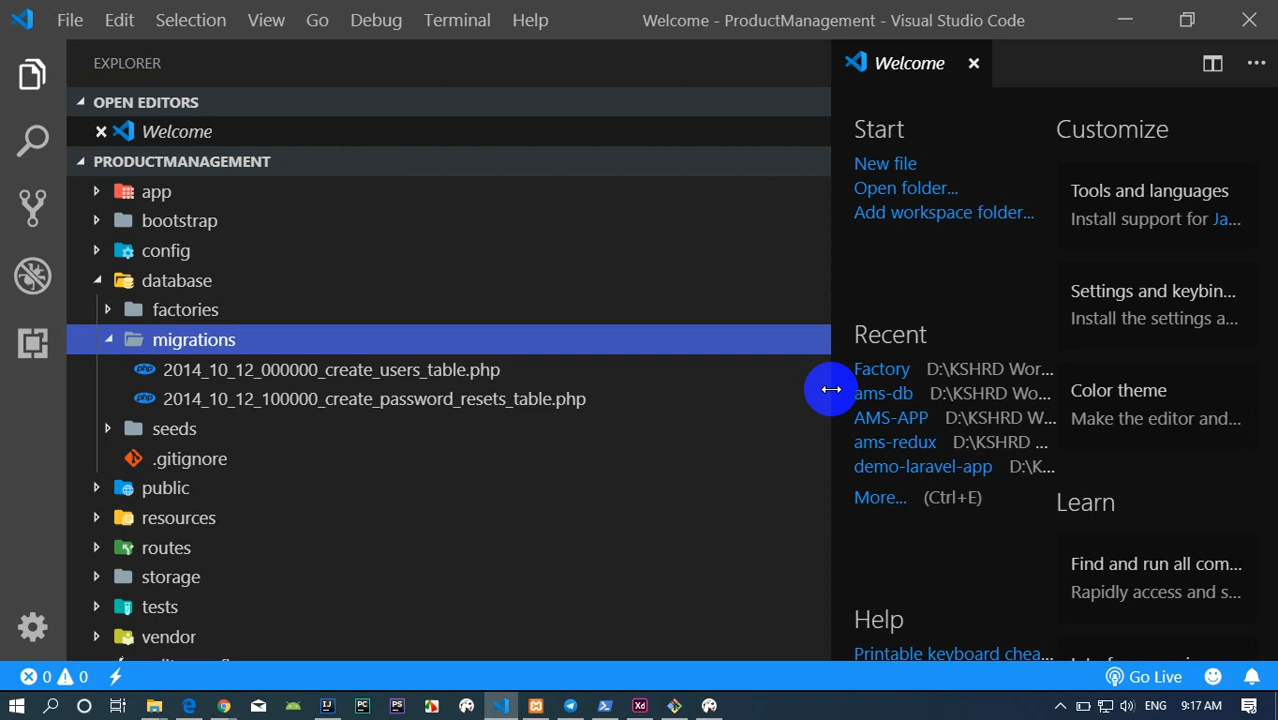 File Edit Selection View Go Debug Terminal Help Welcome - ProductManagement - Visual Studio Code
EXPLORER
OPEN EDITORS
Welcome
PRODUCTMANAGEMENT
app
bootstrap
config
database
factories
migrations
2014_10_12_000000_create_users_table.php
2014_10_12_100000_create_password_resets_table.php
seeds
.gitignore
public
resources
routes
storage
tests
vendor
Welcome
Start
New file
Open folder...
Add workspace folder...
Recent
Factory D:\KSHRD Wor...
ams-db D:\KSHRD Wo...
AMS-APP D:\KSHRD W...
ams-redux D:\KSHRD ...
demo-laravel-app D:\K...
More... (Ctrl+E)
Help
Printable keyboard chea...
Customize
Tools and languages
Install support for Ja...
Settings and keybin...
Install the settings a...
Color theme
Make the editor and...
Learn
Find and run all com...
Rapidly access and s...
0 0 Go Live
IJ PC PS Xd ENG 9:17 AM